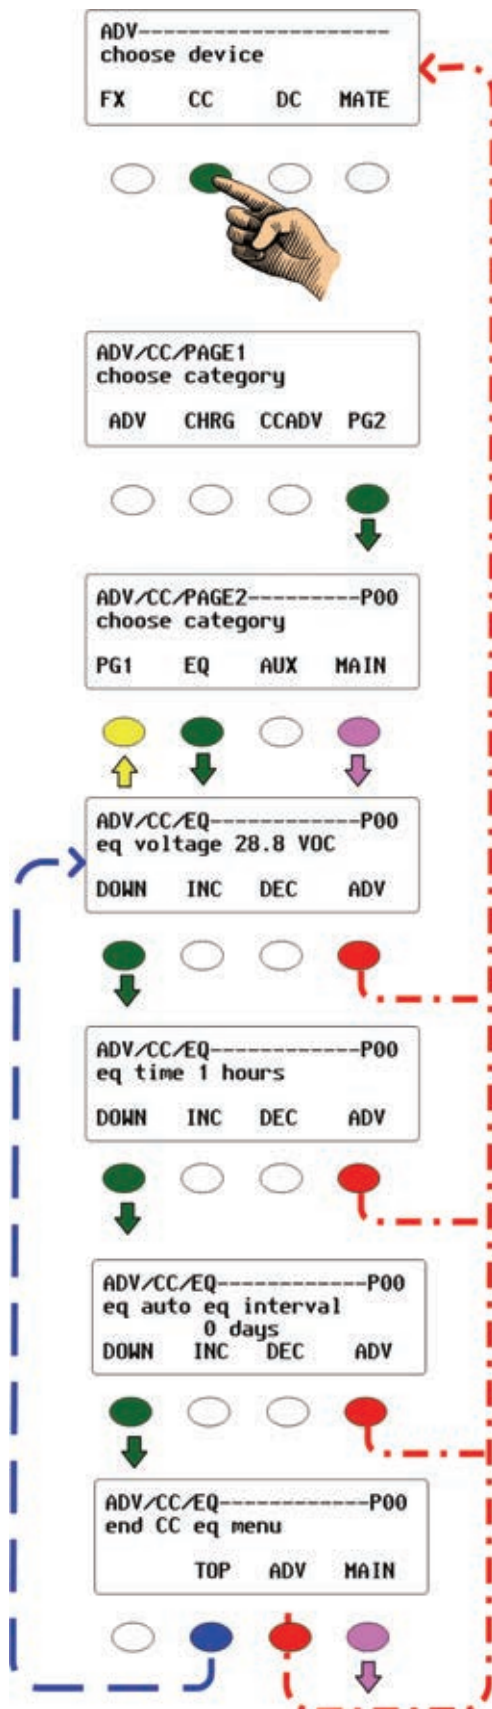 ADV---------------------
choose device
FX CC DC MATE
ADV/CC/PAGE1
choose category
ADV CHRG CCADV PG2
ADV/CC/PAGE2----------P00
choose category
PG1 EQ AUX MAIN
ADV/CC/EQ-------------P00
eq voltage 28.8 VOC
DOWN INC DEC ADV
ADV/CC/EQ-------------P00
eq time 1 hours
DOWN INC DEC ADV
ADV/CC/EQ-------------P00
eq auto eq interval
0 days
DOWN INC DEC ADV
ADV/CC/EQ-------------P00
end CC eq menu
TOP ADV MAIN